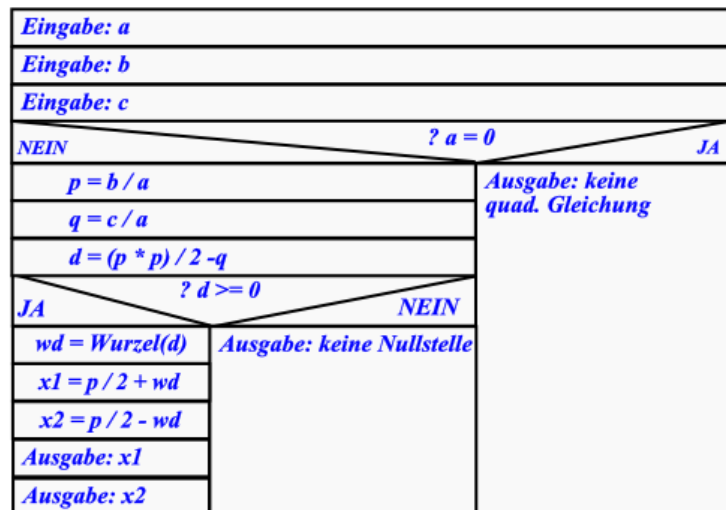 Eingabe: a
Eingabe: b
Eingabe: c
? a = 0
NEIN
JA
p = b / a
Ausgabe: keine
quad. Gleichung
q = c / a
d = (p * p) / 2 -q
? d >= 0
JA
NEIN
wd = Wurzel(d)
Ausgabe: keine Nullstelle
x1 = p / 2 + wd
x2 = p / 2 - wd
Ausgabe: x1
Ausgabe: x2